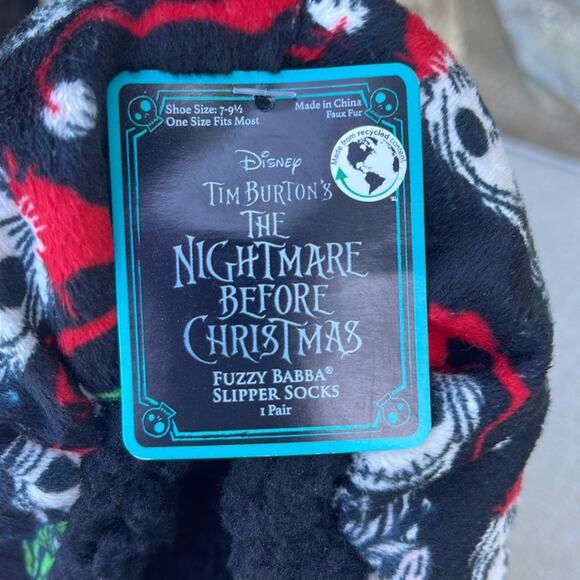 Shoe Size: 7-9½
One Size Fits Most
Made in China
Faux Fur
Made from recycled content
Disney
TIM BURTON'S
THE
NIGHTMARE
BEFORE
CHRISTMAS
FUZZY BABBA®
SLIPPER SOCKS
1 Pair